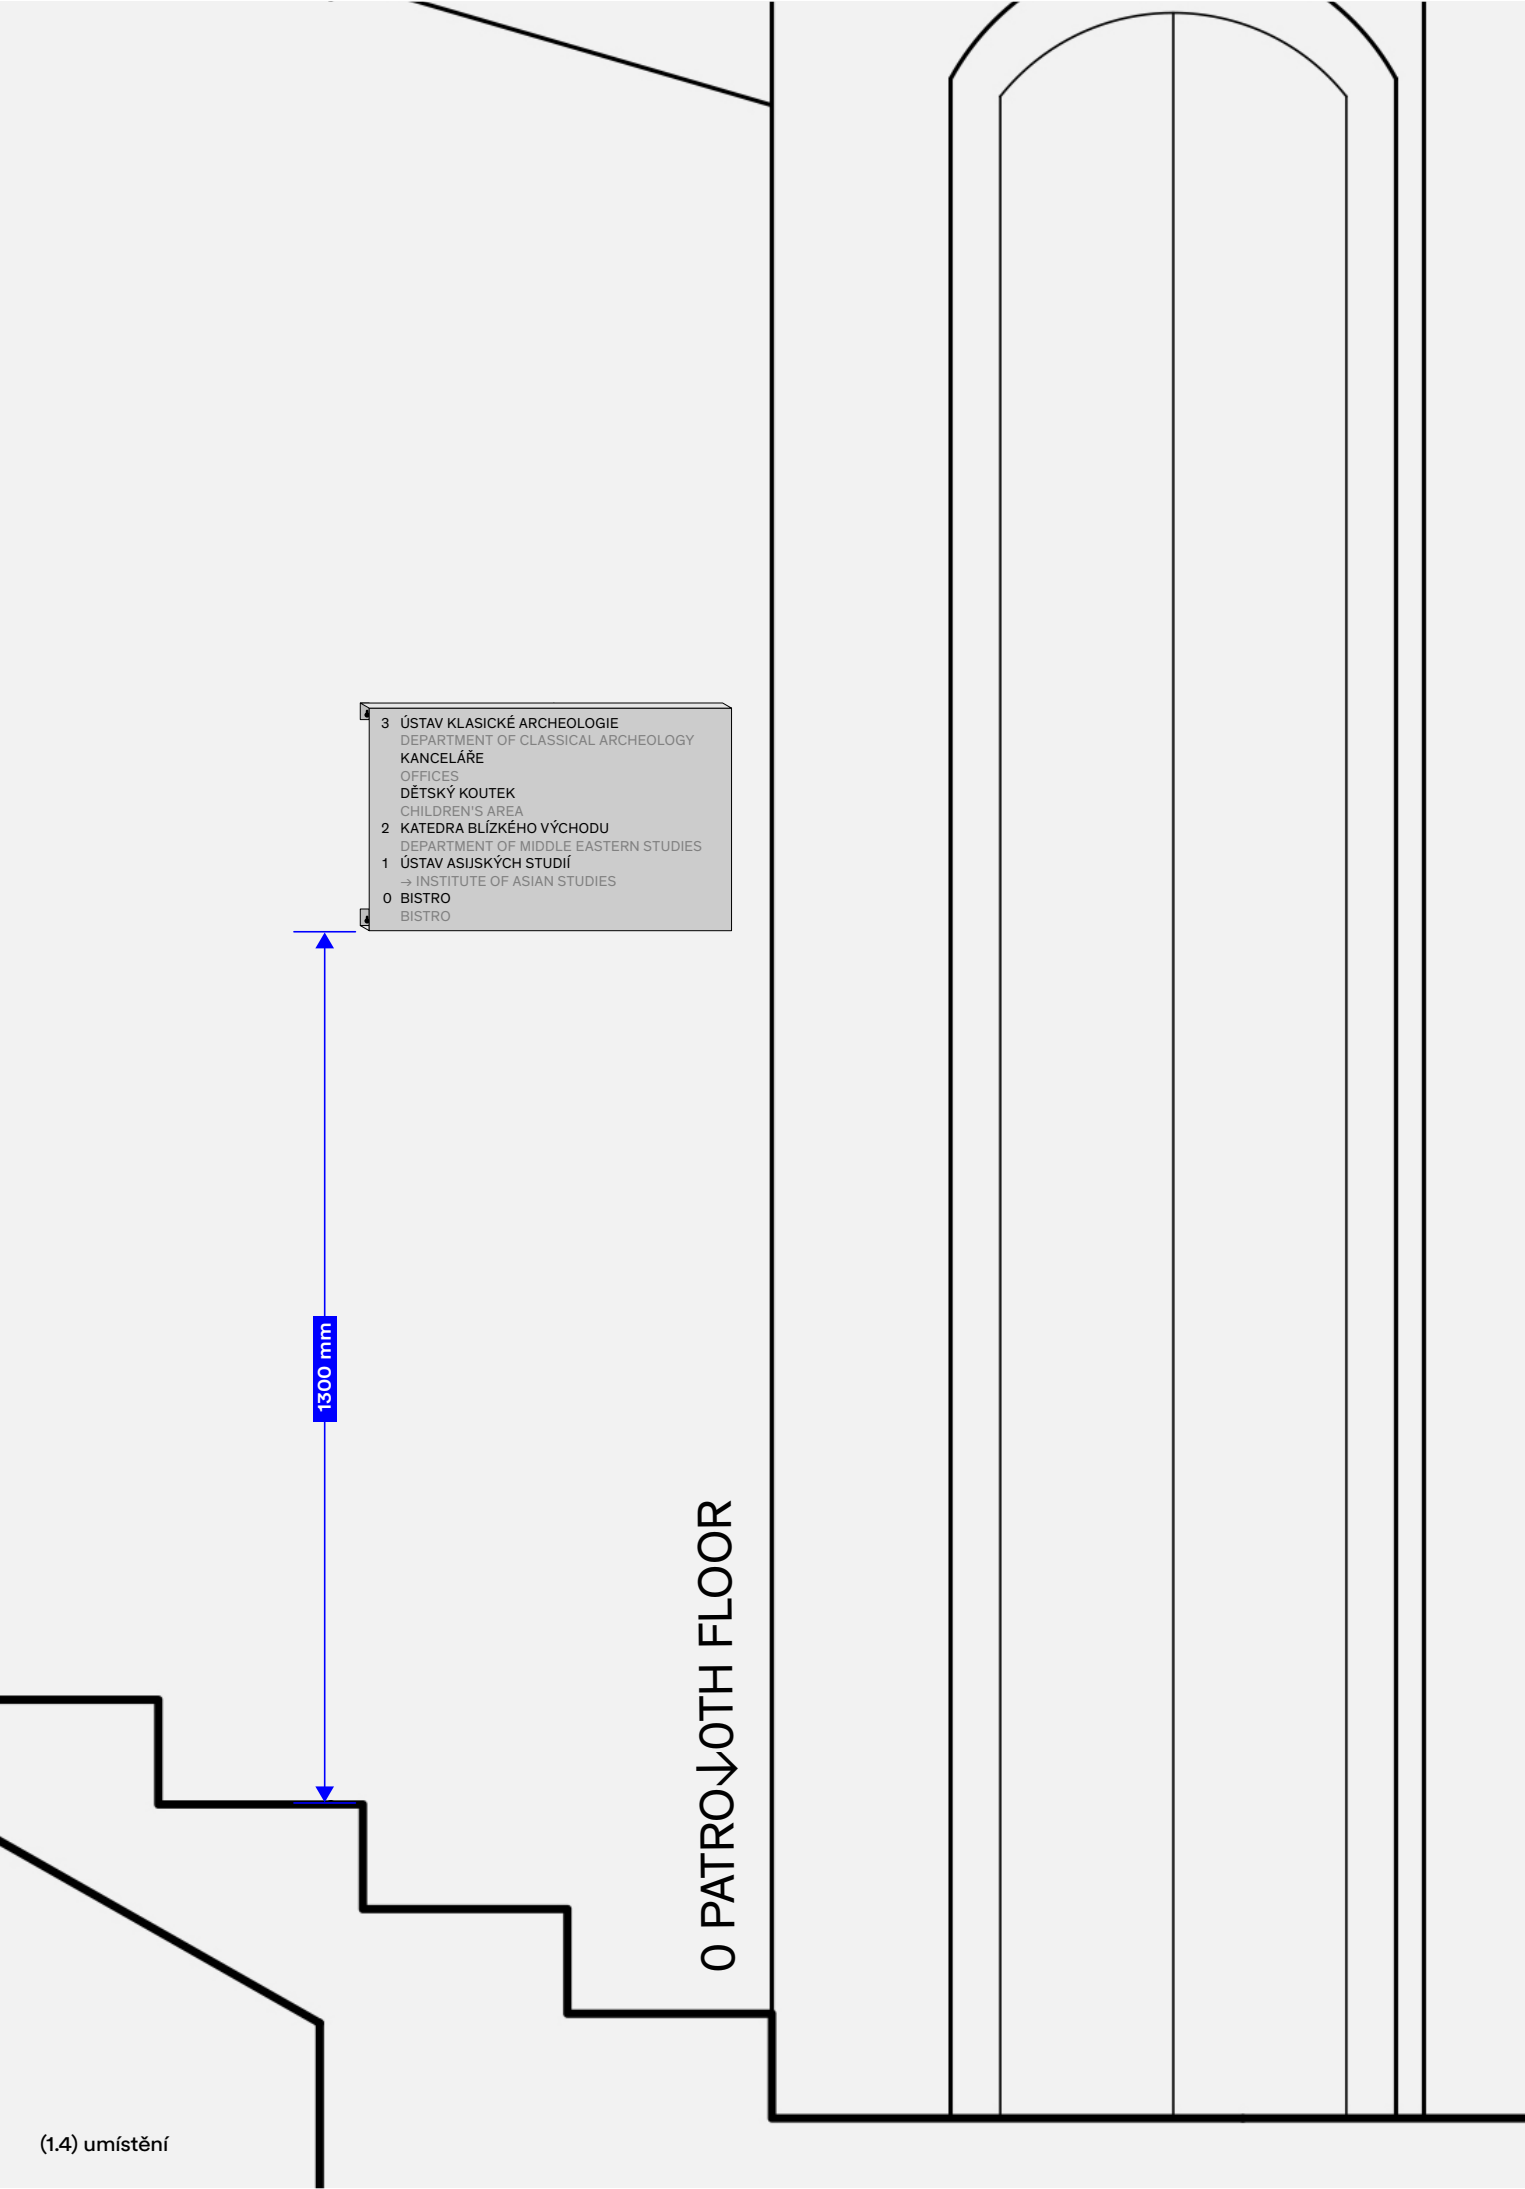 3 ÚSTAV KLASICKÉ ARCHEOLOGIE
DEPARTMENT OF CLASSICAL ARCHEOLOGY
KANCELÁŘE
OFFICES
DĚTSKÝ KOUTEK
CHILDREN'S AREA
2 KATEDRA BLÍZKÉHO VÝCHODU
DEPARTMENT OF MIDDLE EASTERN STUDIES
1 ÚSTAV ASIJSKÝCH STUDIÍ
→ INSTITUTE OF ASIAN STUDIES
0 BISTRO
BISTRO
1300 mm
0 PATRO↓0TH FLOOR
(1.4) umístění